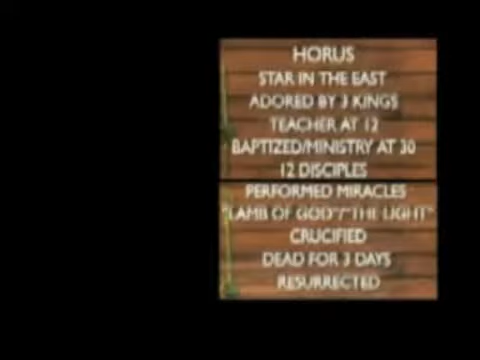 HORUS
STAR IN THE EAST
ADORED BY 3 KINGS
TEACHER AT 12
BAPTIZED/MINISTRY AT 30
12 DISCIPLES
PERFORMED MIRACLES
"LAMB OF GOD"/"THE LIGHT"
CRUCIFIED
DEAD FOR 3 DAYS
RESURRECTED